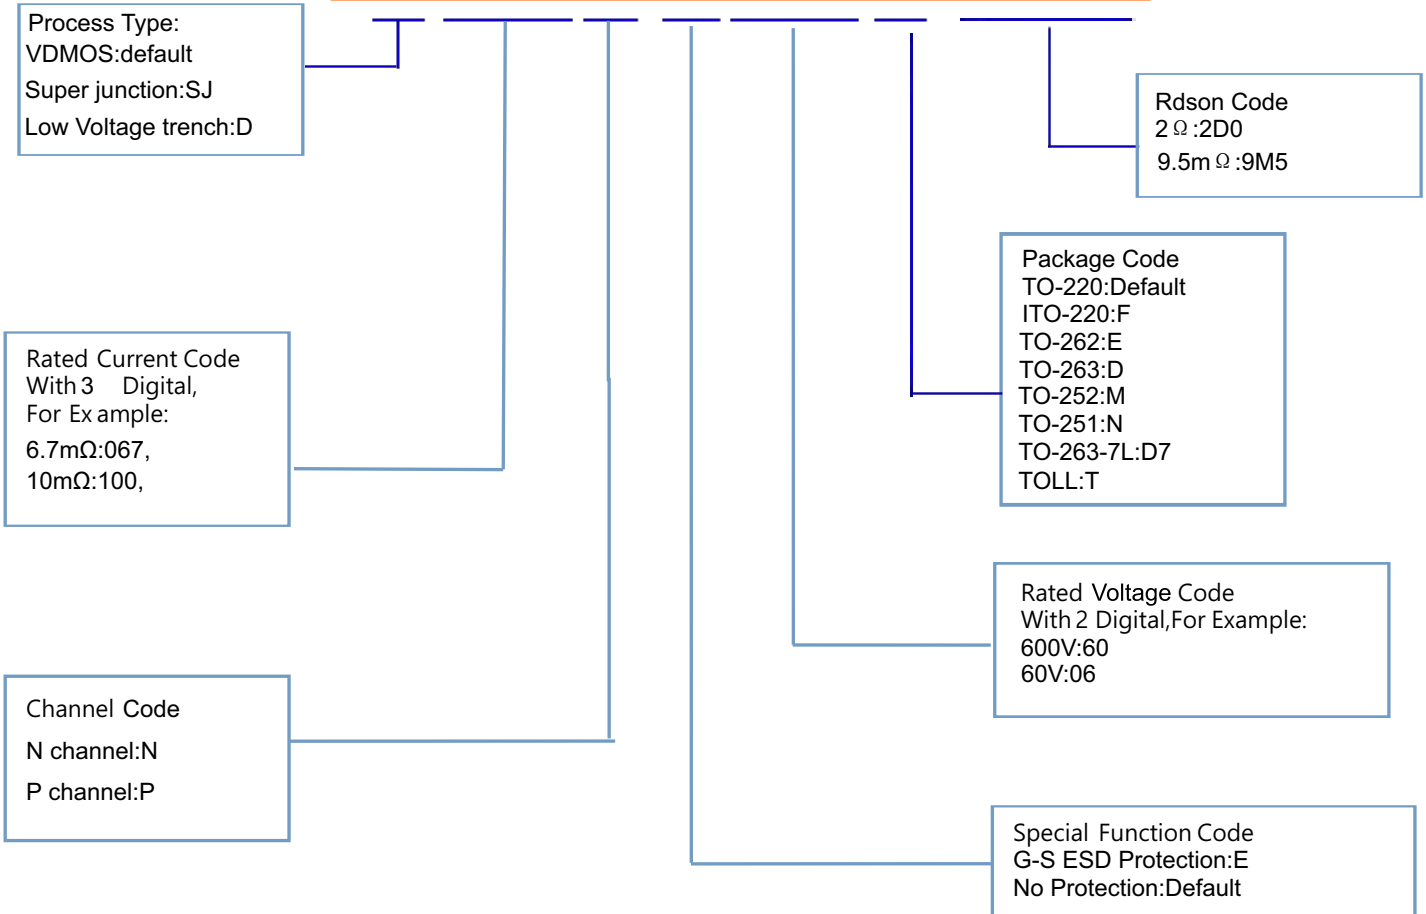 Process Type:
VDMOS:default
Super junction:SJ
Low Voltage trench:D
Rdson Code
2Ω:2D0
9.5mΩ:9M5
Package Code
TO-220:Default
ITO-220:F
TO-262:E
TO-263:D
TO-252:M
TO-251:N
TO-263-7L:D7
TOLL:T
Rated Current Code
With 3 Digital,
For Example:
6.7mΩ:067,
10mΩ:100,
Rated Voltage Code
With 2 Digital,For Example:
600V:60
60V:06
Channel Code
N channel:N
P channel:P
Special Function Code
G-S ESD Protection:E
No Protection:Default